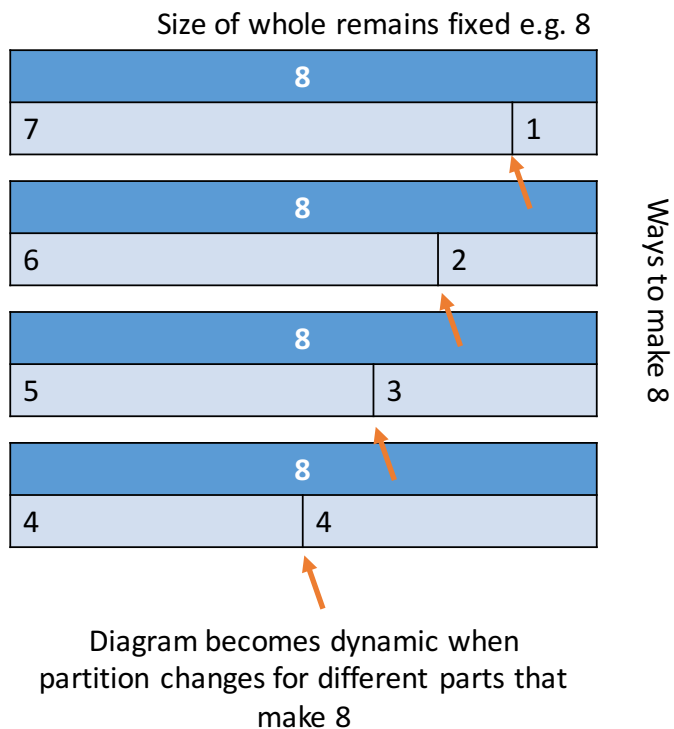 Size of whole remains fixed e.g. 8
8
7 1
8
6 2
8
5 3
8
4 4
Ways to make 8
Diagram becomes dynamic when
partition changes for different parts that
make 8